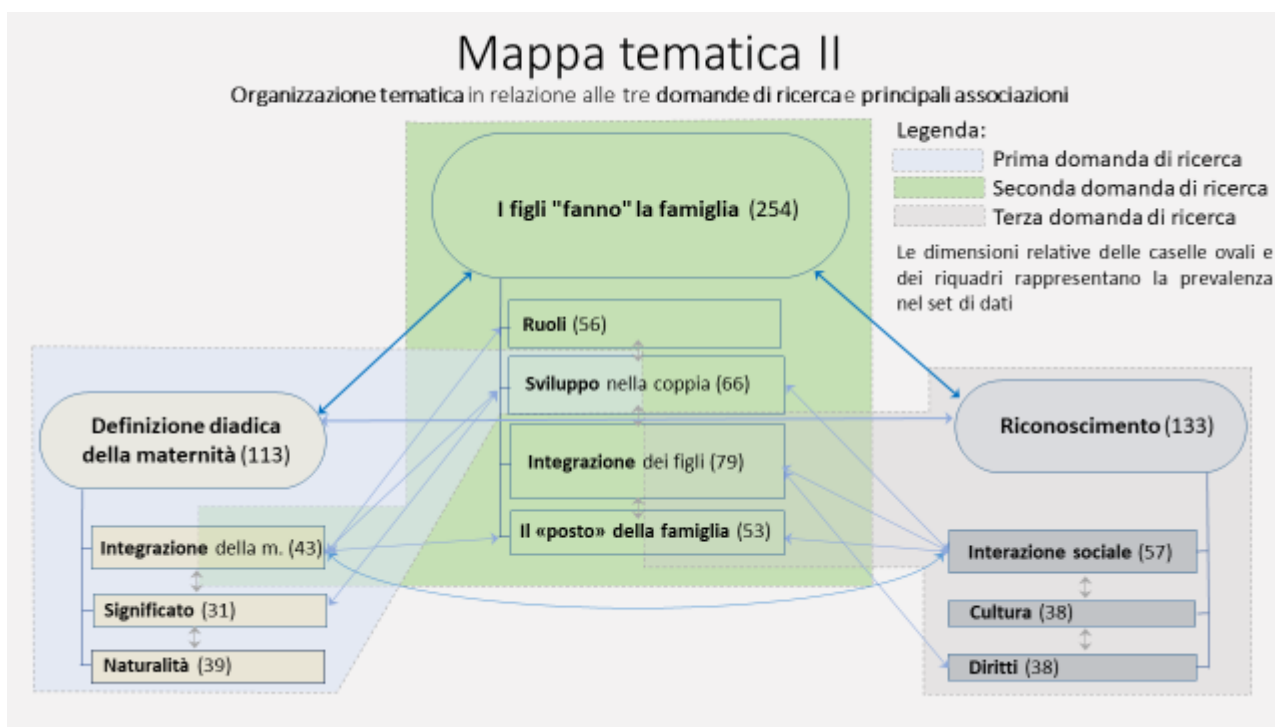 Mappa tematica II
Organizzazione tematica in relazione alle tre domande di ricerca e principali associazioni
Legenda:
Prima domanda di ricerca
Seconda domanda di ricerca
Terza domanda di ricerca
Le dimensioni relative delle caselle ovali e
dei riquadri rappresentano la prevalenza
nel set di dati
I figli "fanno" la famiglia (254)
Ruoli (56)
Sviluppo nella coppia (66)
Integrazione dei figli (79)
Il «posto» della famiglia (53)
Definizione diadica
della maternità (113)
Integrazione della m. (43)
Significato (31)
Naturalità (39)
Riconoscimento (133)
Interazione sociale (57)
Cultura (38)
Diritti (38)